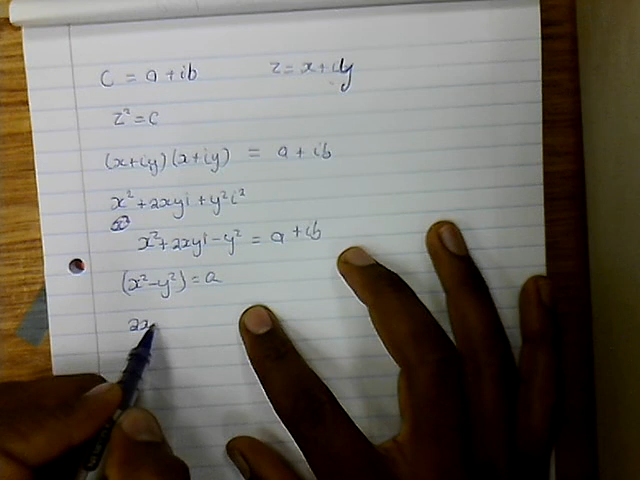 C = a + ib z = x + iy
z² = c
(x+iy)(x+iy) = a + ib
x² + 2xyi + y²i²
x² + 2xyi - y² = a + ib
(x² - y²) = a
2x